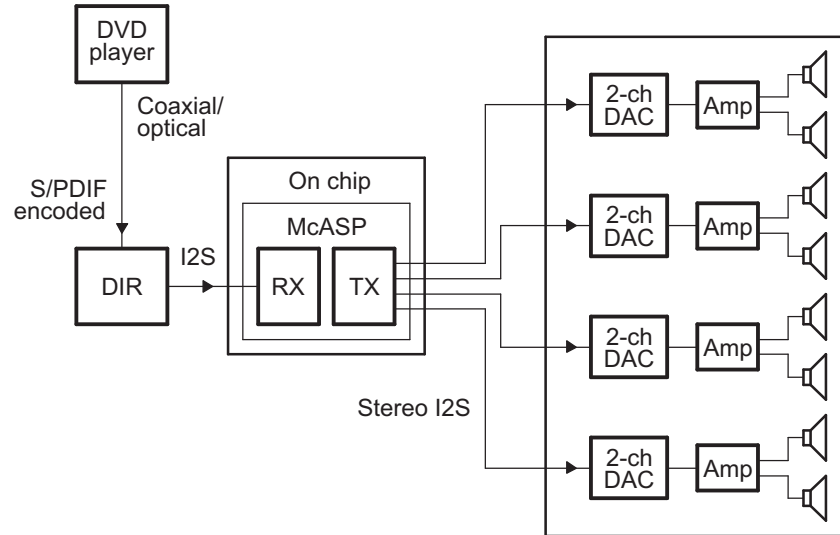 DVD
player
Coaxial/
optical
S/PDIF
encoded
DIR
I2S
On chip
McASP
RX
TX
Stereo I2S
2-ch
DAC
Amp
2-ch
DAC
Amp
2-ch
DAC
Amp
2-ch
DAC
Amp